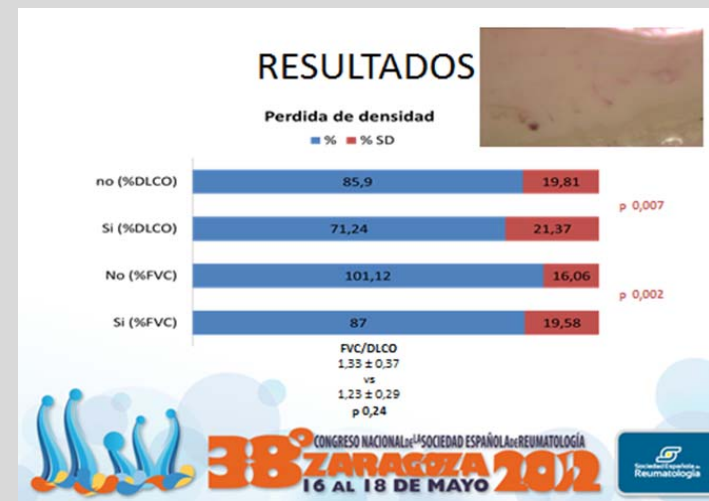 RESULTADOS
Perdida de densidad
% % SD
no (%DLCO) 85,9 19,81
p 0,007
Si (%DLCO) 71,24 21,37
No (%FVC) 101,12 16,06
p 0,002
Si (%FVC) 87 19,58
FVC/DLCO
1,33 ± 0,37
vs
1,23 ± 0,29
p 0,24
38º CONGRESO NACIONAL DE LA SOCIEDAD ESPAÑOLA DE REUMATOLOGÍA
ZARAGOZA 2012
16 AL 18 DE MAYO
Sociedad Española de
Reumatología